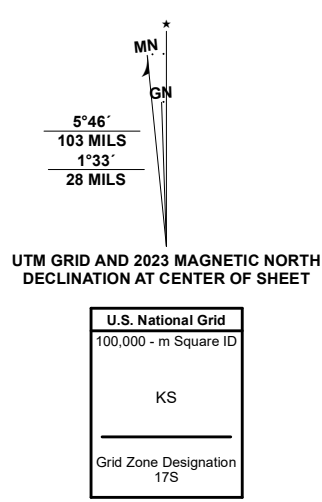 MN
GN
5°46´
103 MILS
1°33´
28 MILS
UTM GRID AND 2023 MAGNETIC NORTH
DECLINATION AT CENTER OF SHEET
U.S. National Grid
100,000 - m Square ID
KS
Grid Zone Designation
17S